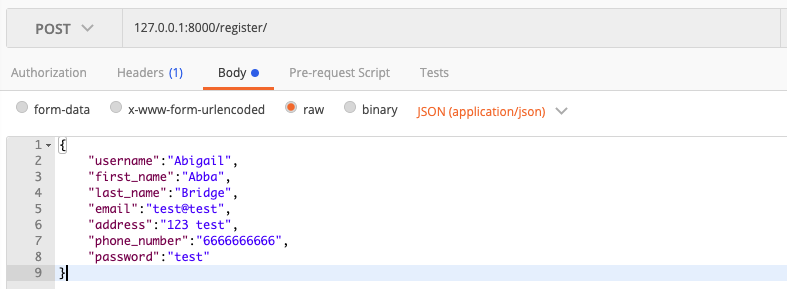 POST 127.0.0.1:8000/register/
Authorization Headers (1) Body Pre-request Script Tests
form-data x-www-form-urlencoded raw binary JSON (application/json)
1 {
2 "username":"Abigail",
3 "first_name":"Abba",
4 "last_name":"Bridge",
5 "email":"test@test",
6 "address":"123 test",
7 "phone_number":"6666666666",
8 "password":"test"
9 }